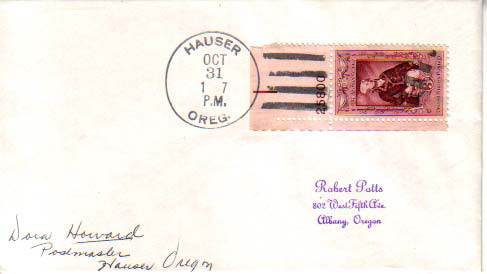 HAUSER
OCT
31
1 7
P.M.
OREG.
25800
Robert Potts
802 West Fifth Ave.
Albany, Oregon
Dora Howard
Postmaster
Hauser Oregon